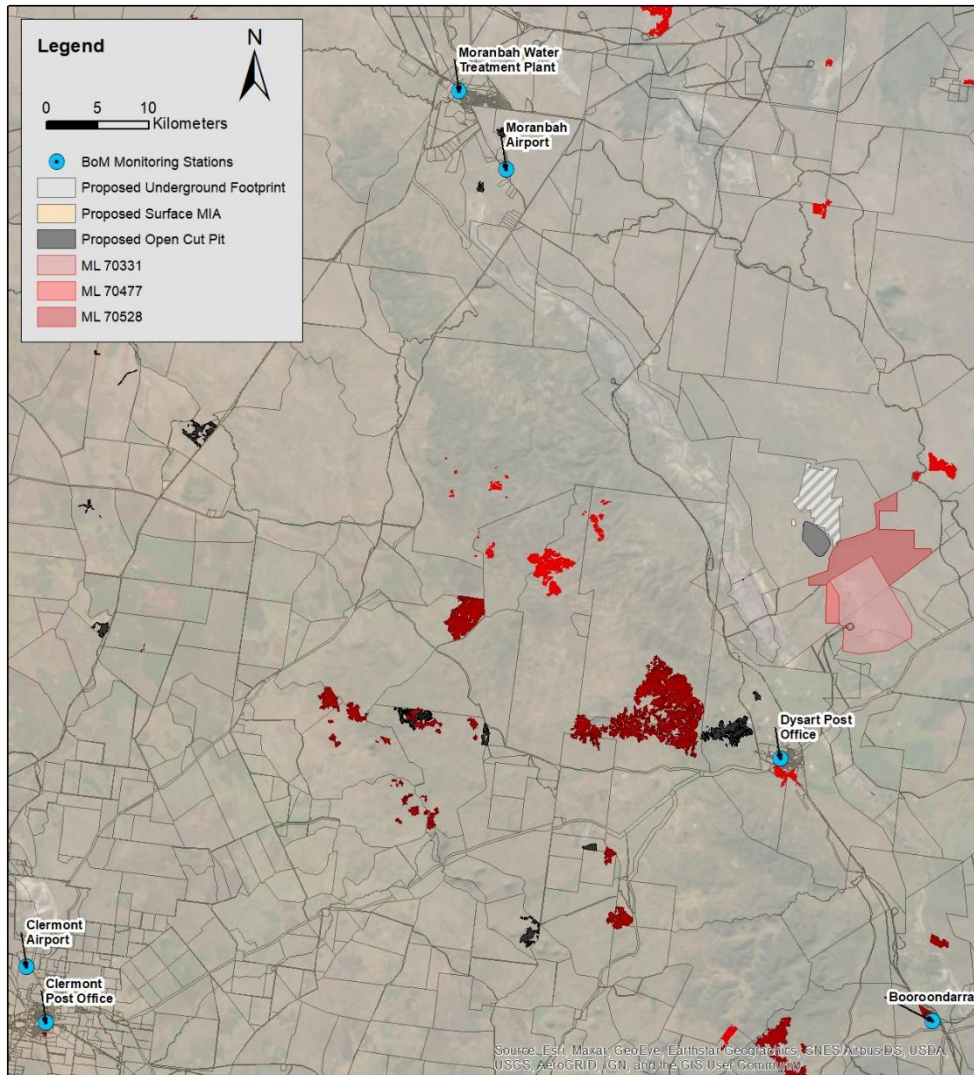 Legend
N
0 5 10
Kilometers
BoM Monitoring Stations
Proposed Underground Footprint
Proposed Surface MIA
Proposed Open Cut Pit
ML 70331
ML 70477
ML 70528
Moranbah Water
Treatment Plant
Moranbah
Airport
Dysart Post
Office
Clermont
Airport
Clermont
Post Office
Booroondarra
Source: Esri, Maxar, GeoEye, Earthstar Geographics, CNES/Airbus DS, USDA,
USGS, AeroGRID, IGN, and the GIS User Community